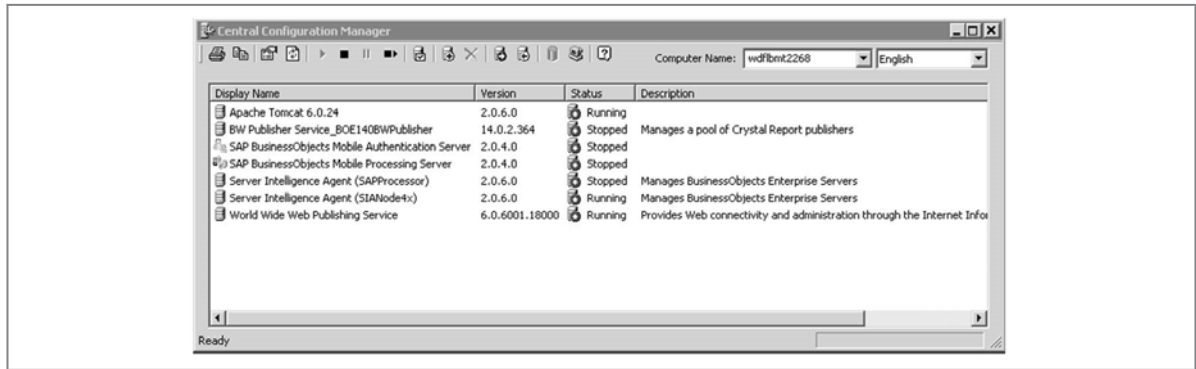 Central Configuration Manager
Computer Name: wdflbmt2268 English
Display Name Version Status Description
Apache Tomcat 6.0.24 2.0.6.0 Running
BW Publisher Service_BOE140BWPublisher 14.0.2.364 Stopped Manages a pool of Crystal Report publishers
SAP BusinessObjects Mobile Authentication Server 2.0.4.0 Stopped
SAP BusinessObjects Mobile Processing Server 2.0.4.0 Stopped
Server Intelligence Agent (SAPProcessor) 2.0.6.0 Stopped Manages BusinessObjects Enterprise Servers
Server Intelligence Agent (SIANode4x) 2.0.6.0 Running Manages BusinessObjects Enterprise Servers
World Wide Web Publishing Service 6.0.6001.18000 Running Provides Web connectivity and administration through the Internet Infor
Ready